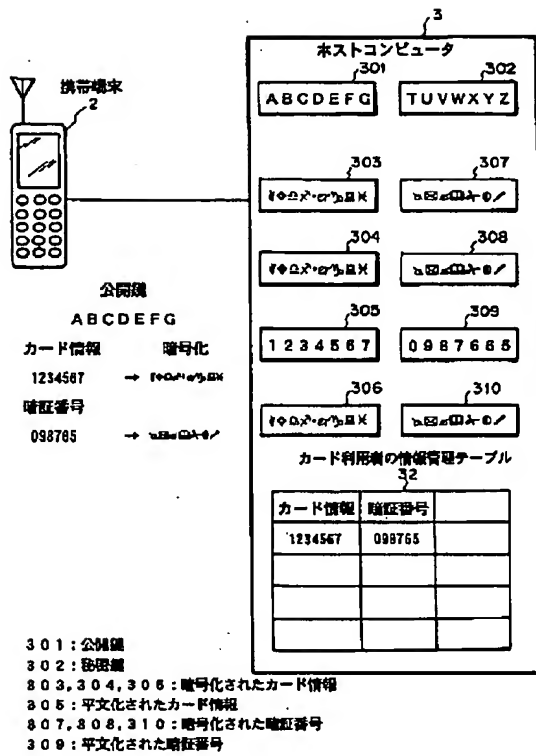 3
ホストコンピュータ
301
302
ABCDEFG
TUVWXYZ
携帯端末
2
303
307
304
308
公開鍵
ABCDEFG
305
309
カード情報 暗号化
1234567
0987665
1234567 →
暗証番号
306
310
098765 →
カード利用者の情報管理テーブル
32
カード情報 暗証番号
1234567 098765
301：公開鍵
302：秘密鍵
303,304,306：暗号化されたカード情報
305：平文化されたカード情報
307,308,310：暗号化された暗証番号
309：平文化された暗証番号